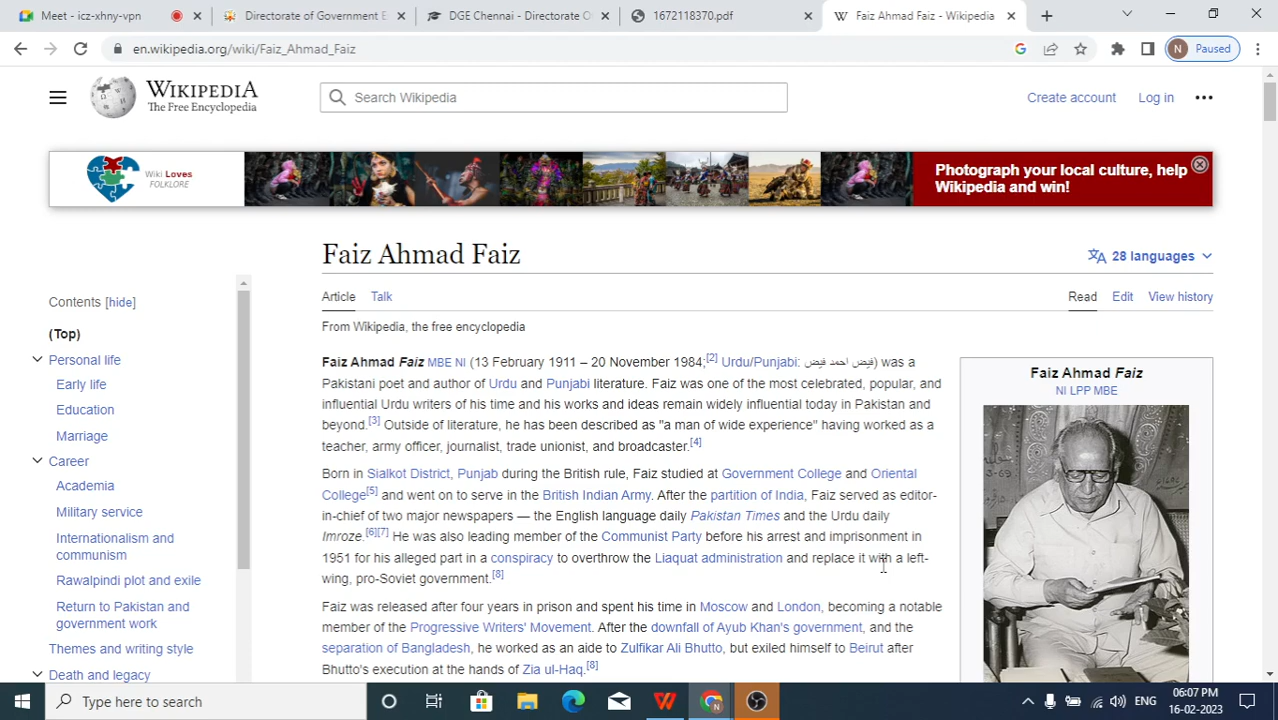 Meet - icz-xhny-vpn
Directorate of Government E
DGE Chennai - Directorate O
1672118370.pdf
Faiz Ahmad Faiz - Wikipedia
en.wikipedia.org/wiki/Faiz_Ahmad_Faiz
N Paused
WIKIPEDIA
The Free Encyclopedia
Search Wikipedia
Create account
Log in
Wiki Loves
FOLKLORE
Photograph your local culture, help
Wikipedia and win!
Faiz Ahmad Faiz
28 languages
Article
Talk
Read
Edit
View history
From Wikipedia, the free encyclopedia
Contents [hide]
(Top)
Personal life
Early life
Education
Marriage
Career
Academia
Military service
Internationalism and
communism
Rawalpindi plot and exile
Return to Pakistan and
government work
Themes and writing style
Death and legacy
Faiz Ahmad Faiz MBE NI (13 February 1911 – 20 November 1984;[2] Urdu/Punjabi: فیض احمد فیض) was a
Pakistani poet and author of Urdu and Punjabi literature. Faiz was one of the most celebrated, popular, and
influential Urdu writers of his time and his works and ideas remain widely influential today in Pakistan and
beyond.[3] Outside of literature, he has been described as "a man of wide experience" having worked as a
teacher, army officer, journalist, trade unionist, and broadcaster.[4]
Born in Sialkot District, Punjab during the British rule, Faiz studied at Government College and Oriental
College[5] and went on to serve in the British Indian Army. After the partition of India, Faiz served as editor-
in-chief of two major newspapers — the English language daily Pakistan Times and the Urdu daily
Imroze.[6][7] He was also leading member of the Communist Party before his arrest and imprisonment in
1951 for his alleged part in a conspiracy to overthrow the Liaquat administration and replace it with a left-
wing, pro-Soviet government.[8]
Faiz was released after four years in prison and spent his time in Moscow and London, becoming a notable
member of the Progressive Writers' Movement. After the downfall of Ayub Khan's government, and the
separation of Bangladesh, he worked as an aide to Zulfikar Ali Bhutto, but exiled himself to Beirut after
Bhutto's execution at the hands of Zia ul-Haq.[8]
Faiz Ahmad Faiz
NI LPP MBE
Type here to search
ENG
06:07 PM
16-02-2023